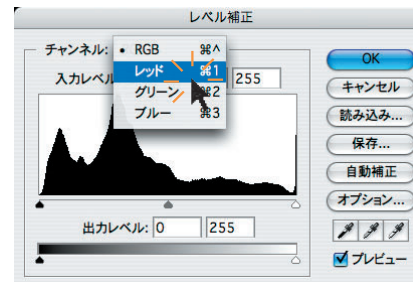 レベル補正
チャンネル: • RGB ⌘^
レッド ⌘1
グリーン ⌘2
ブルー ⌘3
入力レベル 255
出力レベル: 0 255
OK
キャンセル
読み込み...
保存...
自動補正
オプション...
プレビュー